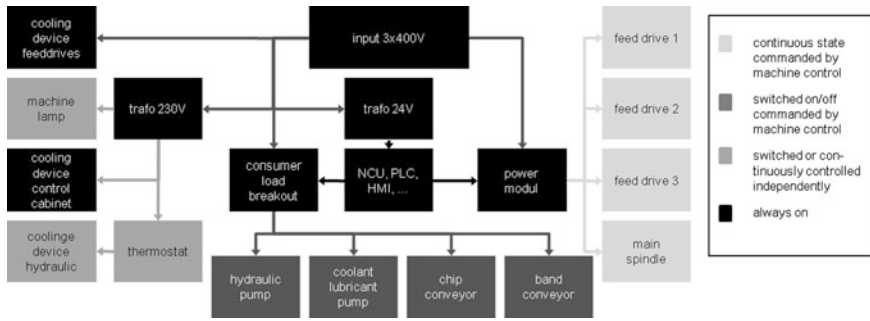 cooling
device
feeddrives
input 3x400V
feed drive 1
machine
lamp
trafo 230V
trafo 24V
feed drive 2
cooling
device
control
cabinet
consumer
load
breakout
NCU, PLC,
HMI, ...
power
modul
feed drive 3
coolinge
device
hydraulic
thermostat
main
spindle
hydraulic
pump
coolant
lubricant
pump
chip
conveyor
band
conveyor
continuous state
commanded by
machine control
switched on/off
commanded by
machine control
switched or con-
tinuously controlled
independently
always on